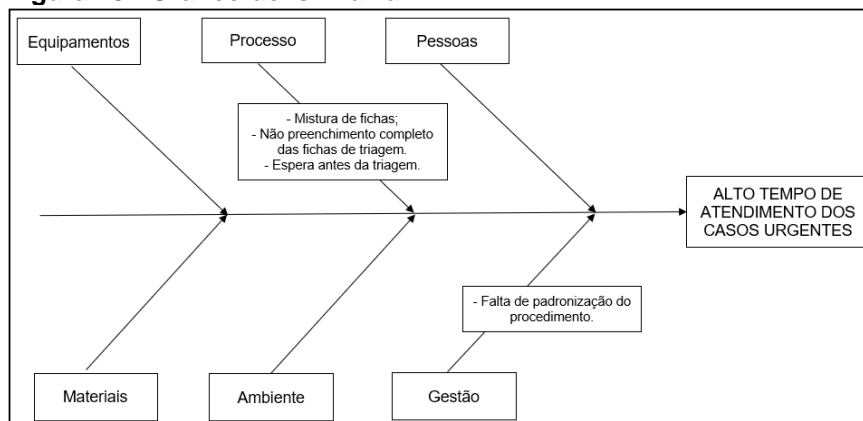 Equipamentos
Processo
Pessoas
- Mistura de fichas;
- Não preenchimento completo
das fichas de triagem.
- Espera antes da triagem.
ALTO TEMPO DE
ATENDIMENTO DOS
CASOS URGENTES
- Falta de padronização do
procedimento.
Materiais
Ambiente
Gestão